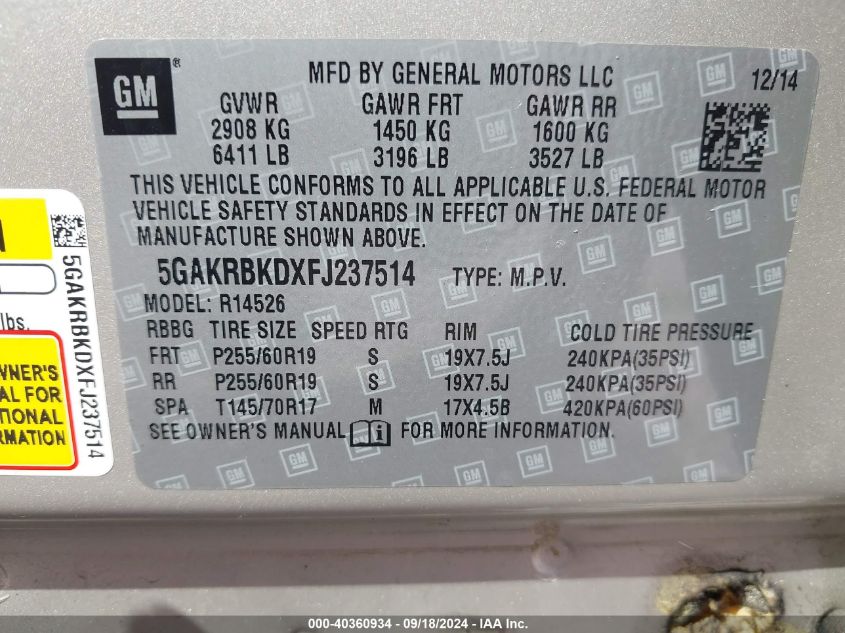 GM ®
MFD BY GENERAL MOTORS LLC
12/14
GVWR GAWR FRT GAWR RR
2908 KG 1450 KG 1600 KG
6411 LB 3196 LB 3527 LB
THIS VEHICLE CONFORMS TO ALL APPLICABLE U.S. FEDERAL MOTOR
VEHICLE SAFETY STANDARDS IN EFFECT ON THE DATE OF
MANUFACTURE SHOWN ABOVE.
5GAKRBKDXFJ237514 TYPE: M.P.V.
MODEL: R14526
RBBG TIRE SIZE SPEED RTG RIM COLD TIRE PRESSURE
FRT P255/60R19 S 19X7.5J 240KPA(35PSI)
RR P255/60R19 S 19X7.5J 240KPA(35PSI)
SPA T145/70R17 M 17X4.5B 420KPA(60PSI)
SEE OWNER'S MANUAL FOR MORE INFORMATION.
5GAKRBKDXFJ237514
lbs.
WNER'S
AL FOR
TIONAL
RMATION
000-40360934 - 09/18/2024 - IAA Inc.